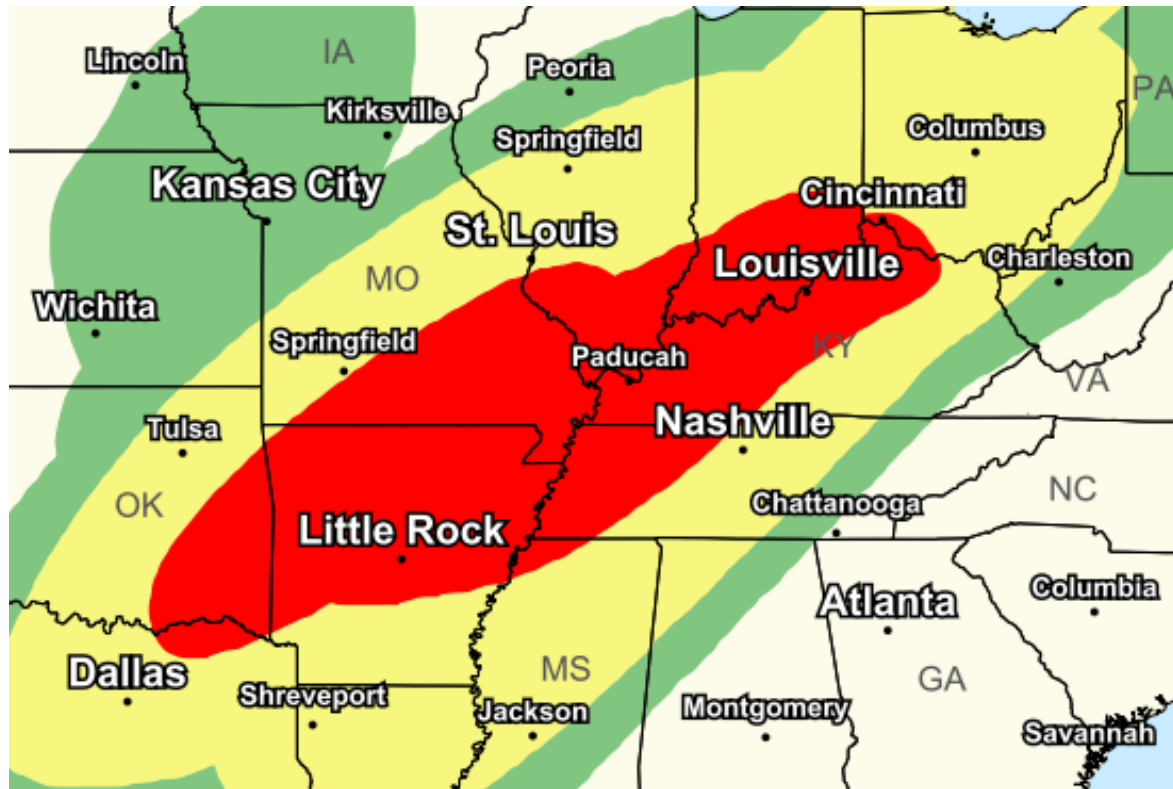 IA
Lincoln
Peoria
PA
Kirksville
Springfield
Columbus
Kansas City
Cincinnati
St. Louis
Charleston
Louisville
MO
Wichita
Springfield
KY
Paducah
VA
Tulsa
Nashville
NC
OK
Chattanooga
Little Rock
Columbia
Atlanta
MS
Dallas
GA
Shreveport
Jackson
Montgomery
Savannah